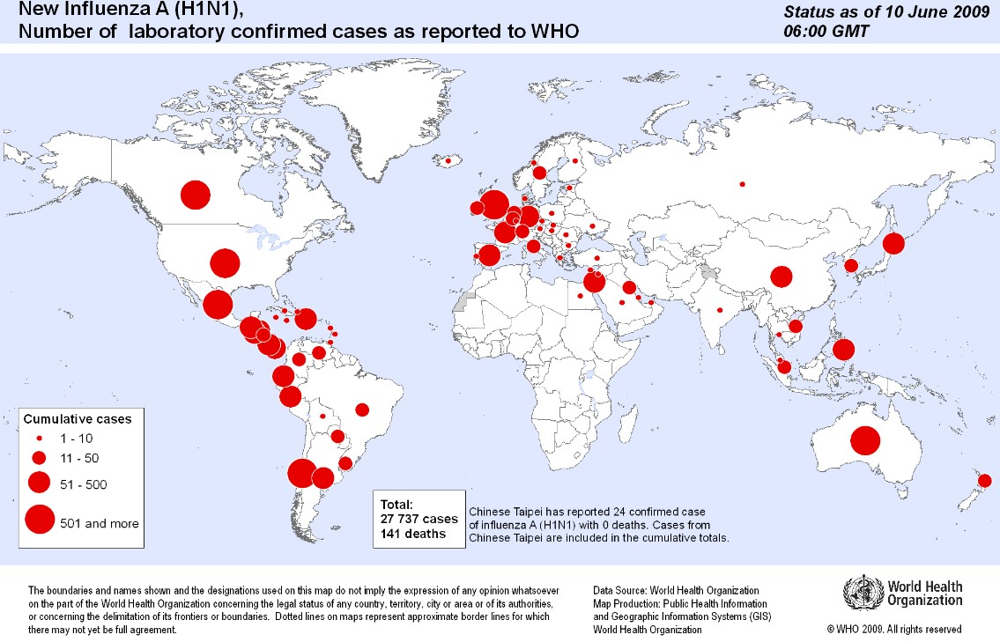 New Influenza A (H1N1),
Number of laboratory confirmed cases as reported to WHO
Status as of 10 June 2009
06:00 GMT
Cumulative cases
1 - 10
11 - 50
51 - 500
501 and more
Total:
27 737 cases
141 deaths
Chinese Taipei has reported 24 confirmed case
of influenza A (H1N1) with 0 deaths. Cases from
Chinese Taipei are included in the cumulative totals.
The boundaries and names shown and the designations used on this map do not imply the expression of any opinion whatsoever
on the part of the World Health Organization concerning the legal status of any country, territory, city or area or of its authorities,
or concerning the delimitation of its frontiers or boundaries. Dotted lines on maps represent approximate border lines for which
there may not yet be full agreement.
Data Source: World Health Organization
Map Production: Public Health Information
and Geographic Information Systems (GIS)
World Health Organization
World Health
Organization
© WHO 2009. All rights reserved